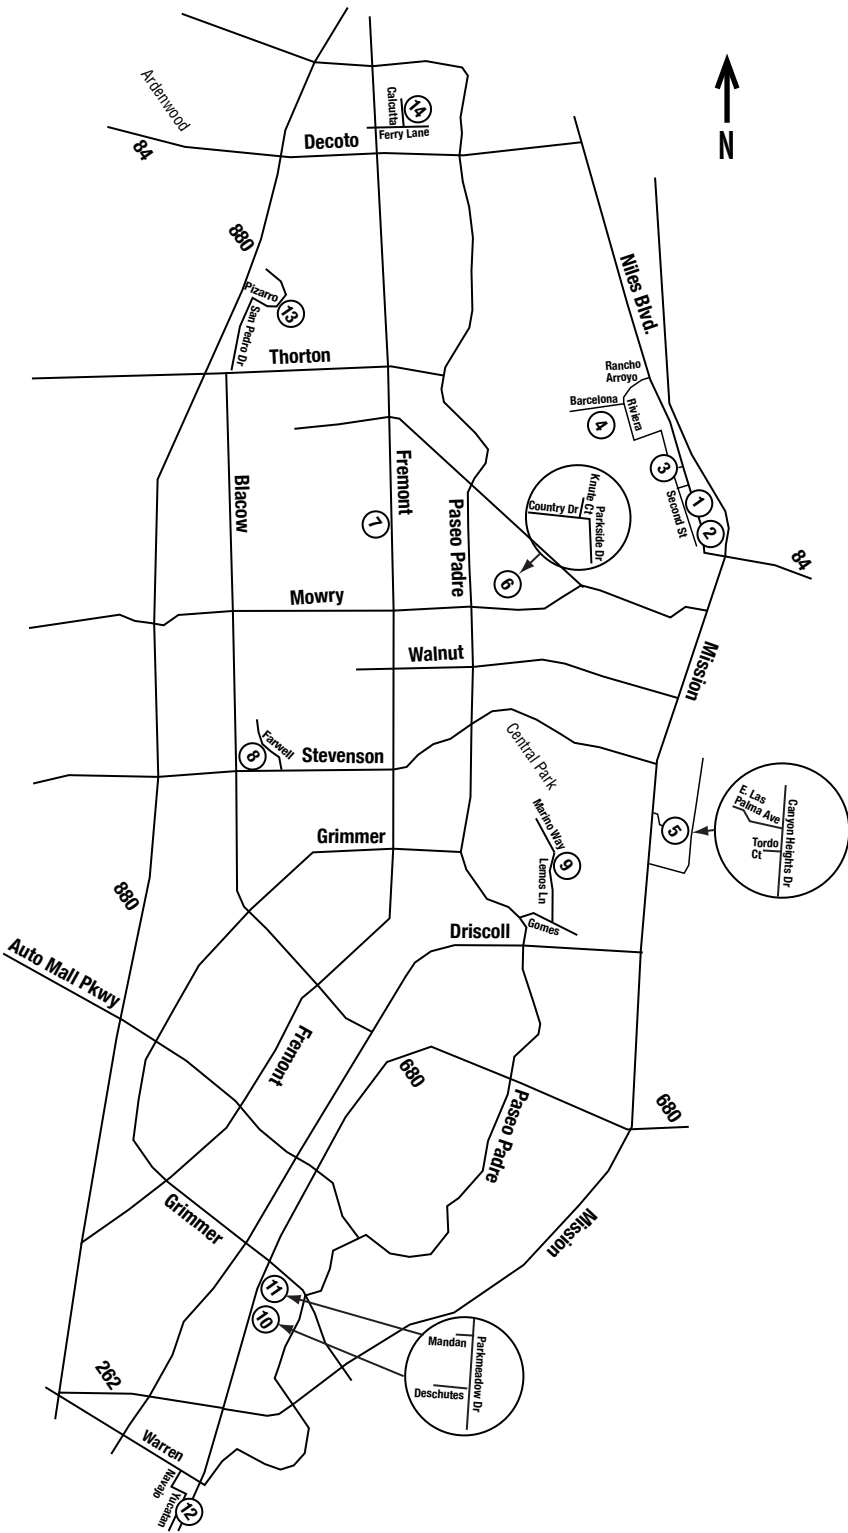 Ardenwood
84
Calcutta
14
Ferry Lane
Decoto
N
880
Niles Blvd.
Pizarro
13
San Pedro Dr
Thorton
Rancho
Arroyo
Barcelona
Riviera
4
3
1
2
Second St
84
Blacow
Fremont
7
Paseo Padre
Knute Ct
Country Dr
Parkside Dr
6
Mowry
Walnut
Mission
Farwell
8
Stevenson
Central Park
Grimmer
Marino Way
9
Lemos Ln
Gomes
5
E. Las
Palma Ave
Canyon Heights Dr
Tordo
Ct
880
Driscoll
Auto Mall Pkwy
Fremont
680
Paseo Padre
680
Grimmer
Mission
11
10
Mandan
Parkmeadow Dr
Deschutes
262
Warren
Navajo
Yucatan
12